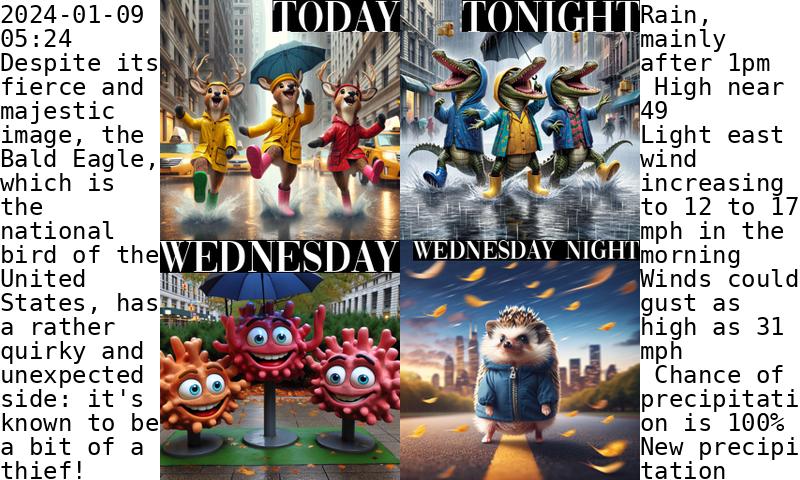 2024-01-09
05:24
Despite its
fierce and
majestic
image, the
Bald Eagle,
which is
the
national
bird of the
United
States, has
a rather
quirky and
unexpected
side: it's
known to be
a bit of a
thief!
TODAY
TONIGHT
WEDNESDAY
WEDNESDAY NIGHT
Rain,
mainly
after 1pm
High near
49
Light east
wind
increasing
to 12 to 17
mph in the
morning
Winds could
gust as
high as 31
mph
Chance of
precipitati
on is 100%
New precipi
tation